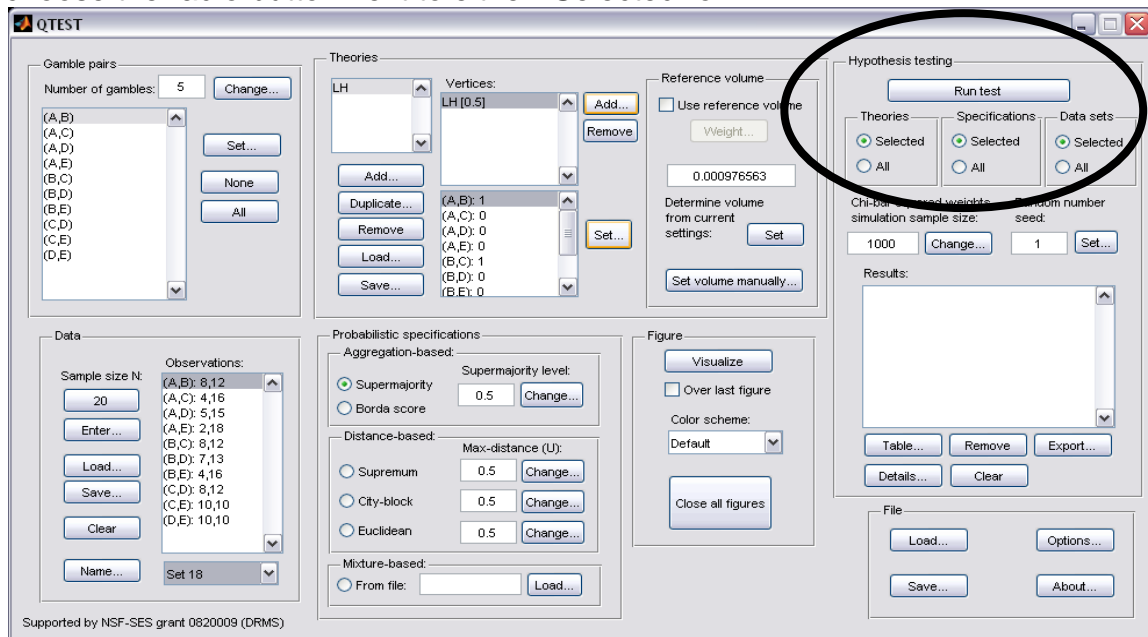 QTEST
Gamble pairs
Number of gambles: 5 Change...
(A,B)
(A,C)
(A,D)
(A,E)
(B,C)
(B,D)
(B,E)
(C,D)
(C,E)
(D,E)
Set...
None
All
Theories
LH
Add...
Duplicate...
Remove
Load...
Save...
Vertices:
LH [0.5]
Add...
Remove
(A,B): 1
(A,C): 0
(A,D): 0
(A,E): 0
(B,C): 1
(B,D): 0
(B,E): 0
Set...
Reference volume
Use reference volume
Weight...
0.000976563
Determine volume
from current
settings: Set
Set volume manually...
Hypothesis testing
Run test
Theories
Selected
All
Specifications
Selected
All
Data sets
Selected
All
simulation sample size:
1000 Change...
number
seed:
1 Set...
Results:
Table... Remove Export...
Details... Clear
Data
Sample size N:
20
Enter...
Load...
Save...
Clear
Name...
Observations:
(A,B): 8,12
(A,C): 4,16
(A,D): 5,15
(A,E): 2,18
(B,C): 8,12
(B,D): 7,13
(B,E): 4,16
(C,D): 8,12
(C,E): 10,10
(D,E): 10,10
Set 18
Probabilistic specifications
Aggregation-based:
Supermajority level:
Supermajority 0.5 Change...
Borda score
Distance-based:
Max-distance (U):
Supremum 0.5 Change...
City-block 0.5 Change...
Euclidean 0.5 Change...
Mixture-based:
From file: Load...
Figure
Visualize
Over last figure
Color scheme:
Default
Close all figures
File
Load... Options...
Save... About...
Supported by NSF-SES grant 0820009 (DRMS)